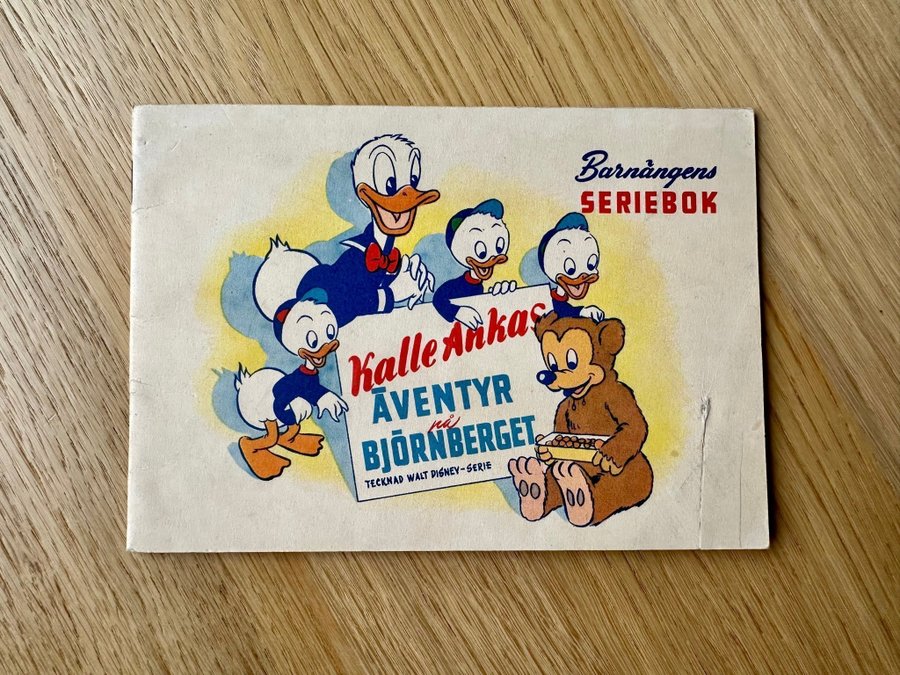 Barnängens
SERIEBOK
Kalle Ankas
ÄVENTYR
på
BJÖRNBERGET
TECKNAD WALT DISNEY-SERIE